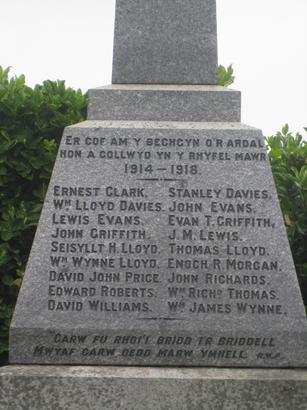 ER COF AM Y BECHGYN O'R ARDAL
HON A GOLLWYD YN Y RHYFEL MAWR
1914-1918.
ERNEST CLARK. STANLEY DAVIES.
Wᴹ LLOYD DAVIES. JOHN EVANS.
LEWIS EVANS. EVAN T. GRIFFITH.
JOHN GRIFFITH. J. M. LEWIS.
SEISYLLT H. LLOYD. THOMAS LLOYD.
Wᴹ WYNNE LLOYD. ENOCH R. MORGAN.
DAVID JOHN PRICE. JOHN RICHARDS.
EDWARD ROBERTS. Wᴹ RICHᴰ THOMAS.
DAVID WILLIAMS. Wᴹ JAMES WYNNE.
"GARW FU RHOI'I BRIDD I'R BRIDDELL
MWYAF GARW OEDD MARW YMHELL. R.W.P.